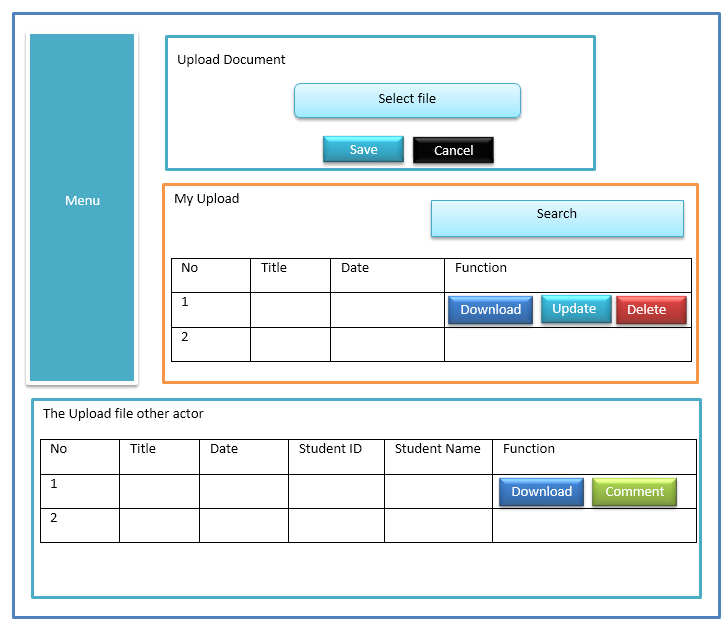 Menu
Upload Document
Select file
Save Cancel
My Upload
Search
No Title Date Function
1 Download Update Delete
2
The Upload file other actor
No Title Date Student ID Student Name Function
1 Download Comment
2